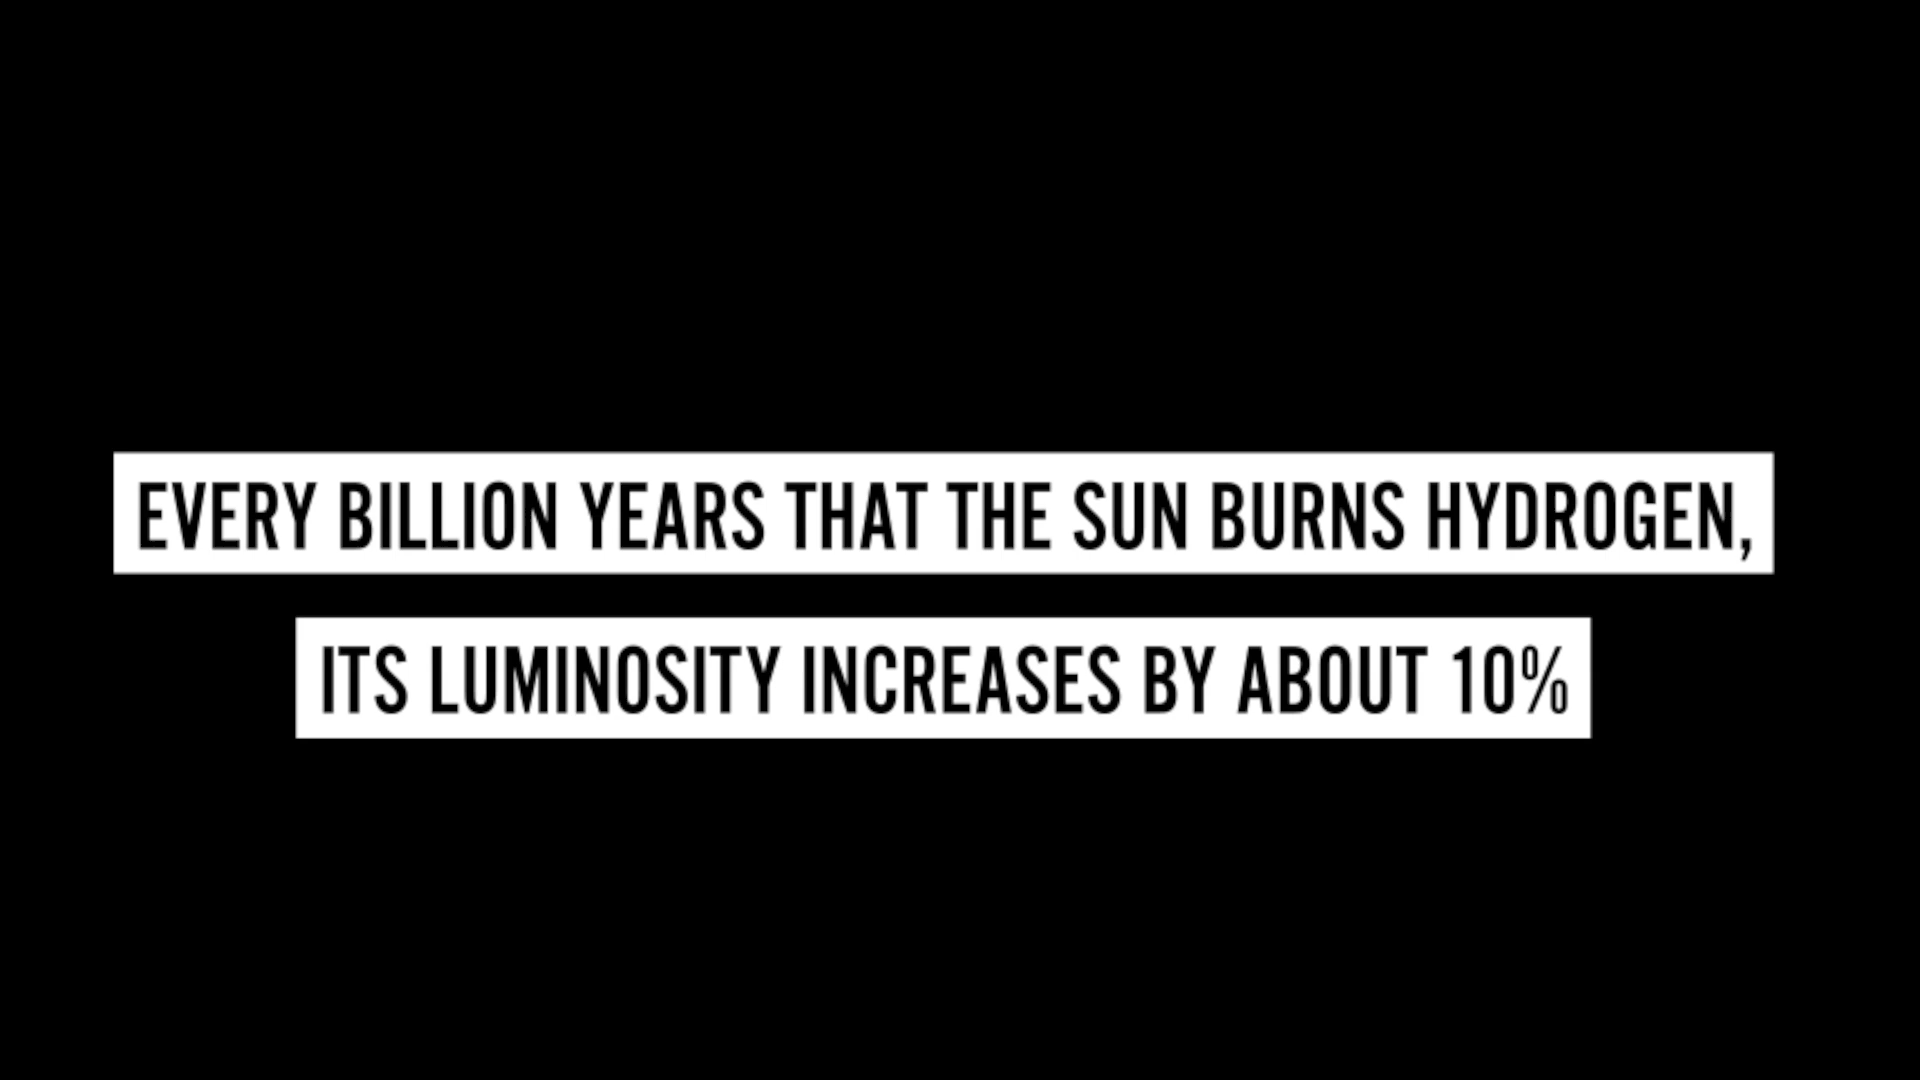 EVERY BILLION YEARS THAT THE SUN BURNS HYDROGEN,
ITS LUMINOSITY INCREASES BY ABOUT 10%